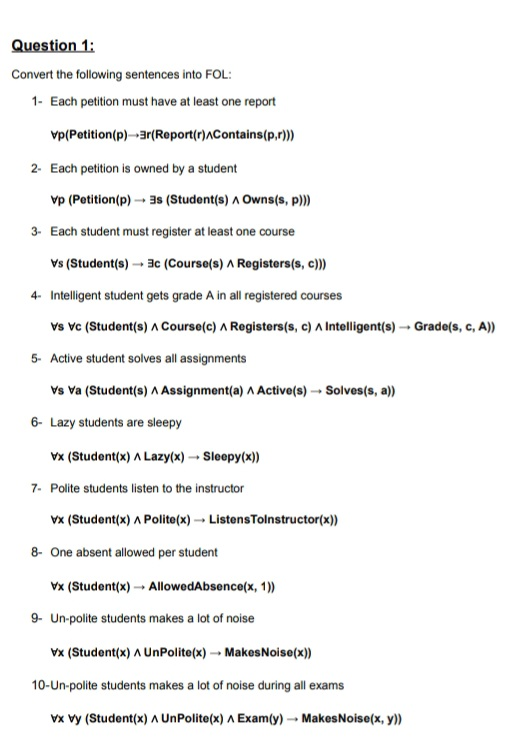 Question 1:
Convert the following sentences into FOL:
1- Each petition must have at least one report
∀p(Petition(p)→∃r(Report(r)∧Contains(p,r)))
2- Each petition is owned by a student
∀p (Petition(p) → ∃s (Student(s) ∧ Owns(s, p)))
3- Each student must register at least one course
∀s (Student(s) → ∃c (Course(s) ∧ Registers(s, c)))
4- Intelligent student gets grade A in all registered courses
∀s ∀c (Student(s) ∧ Course(c) ∧ Registers(s, c) ∧ Intelligent(s) → Grade(s, c, A))
5- Active student solves all assignments
∀s ∀a (Student(s) ∧ Assignment(a) ∧ Active(s) → Solves(s, a))
6- Lazy students are sleepy
∀x (Student(x) ∧ Lazy(x) → Sleepy(x))
7- Polite students listen to the instructor
∀x (Student(x) ∧ Polite(x) → ListensToInstructor(x))
8- One absent allowed per student
∀x (Student(x) → AllowedAbsence(x, 1))
9- Un-polite students makes a lot of noise
∀x (Student(x) ∧ UnPolite(x) → MakesNoise(x))
10-Un-polite students makes a lot of noise during all exams
∀x ∀y (Student(x) ∧ UnPolite(x) ∧ Exam(y) → MakesNoise(x, y))